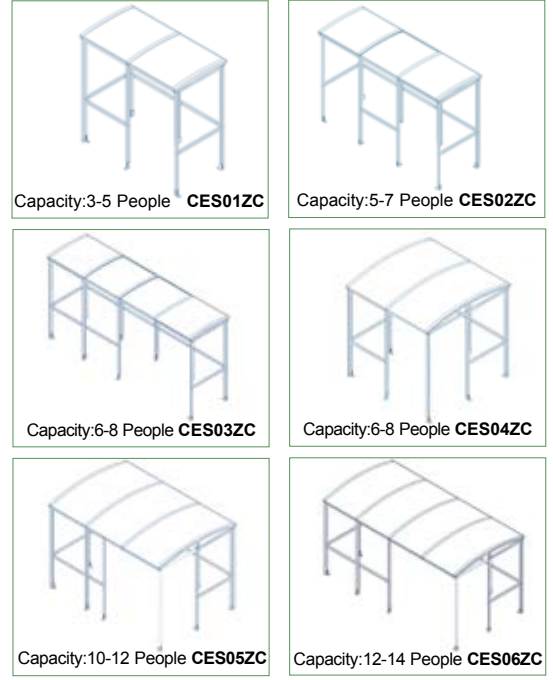 Capacity:3-5 People CES01ZC
Capacity:5-7 People CES02ZC
Capacity:6-8 People CES03ZC
Capacity:6-8 People CES04ZC
Capacity:10-12 People CES05ZC
Capacity:12-14 People CES06ZC